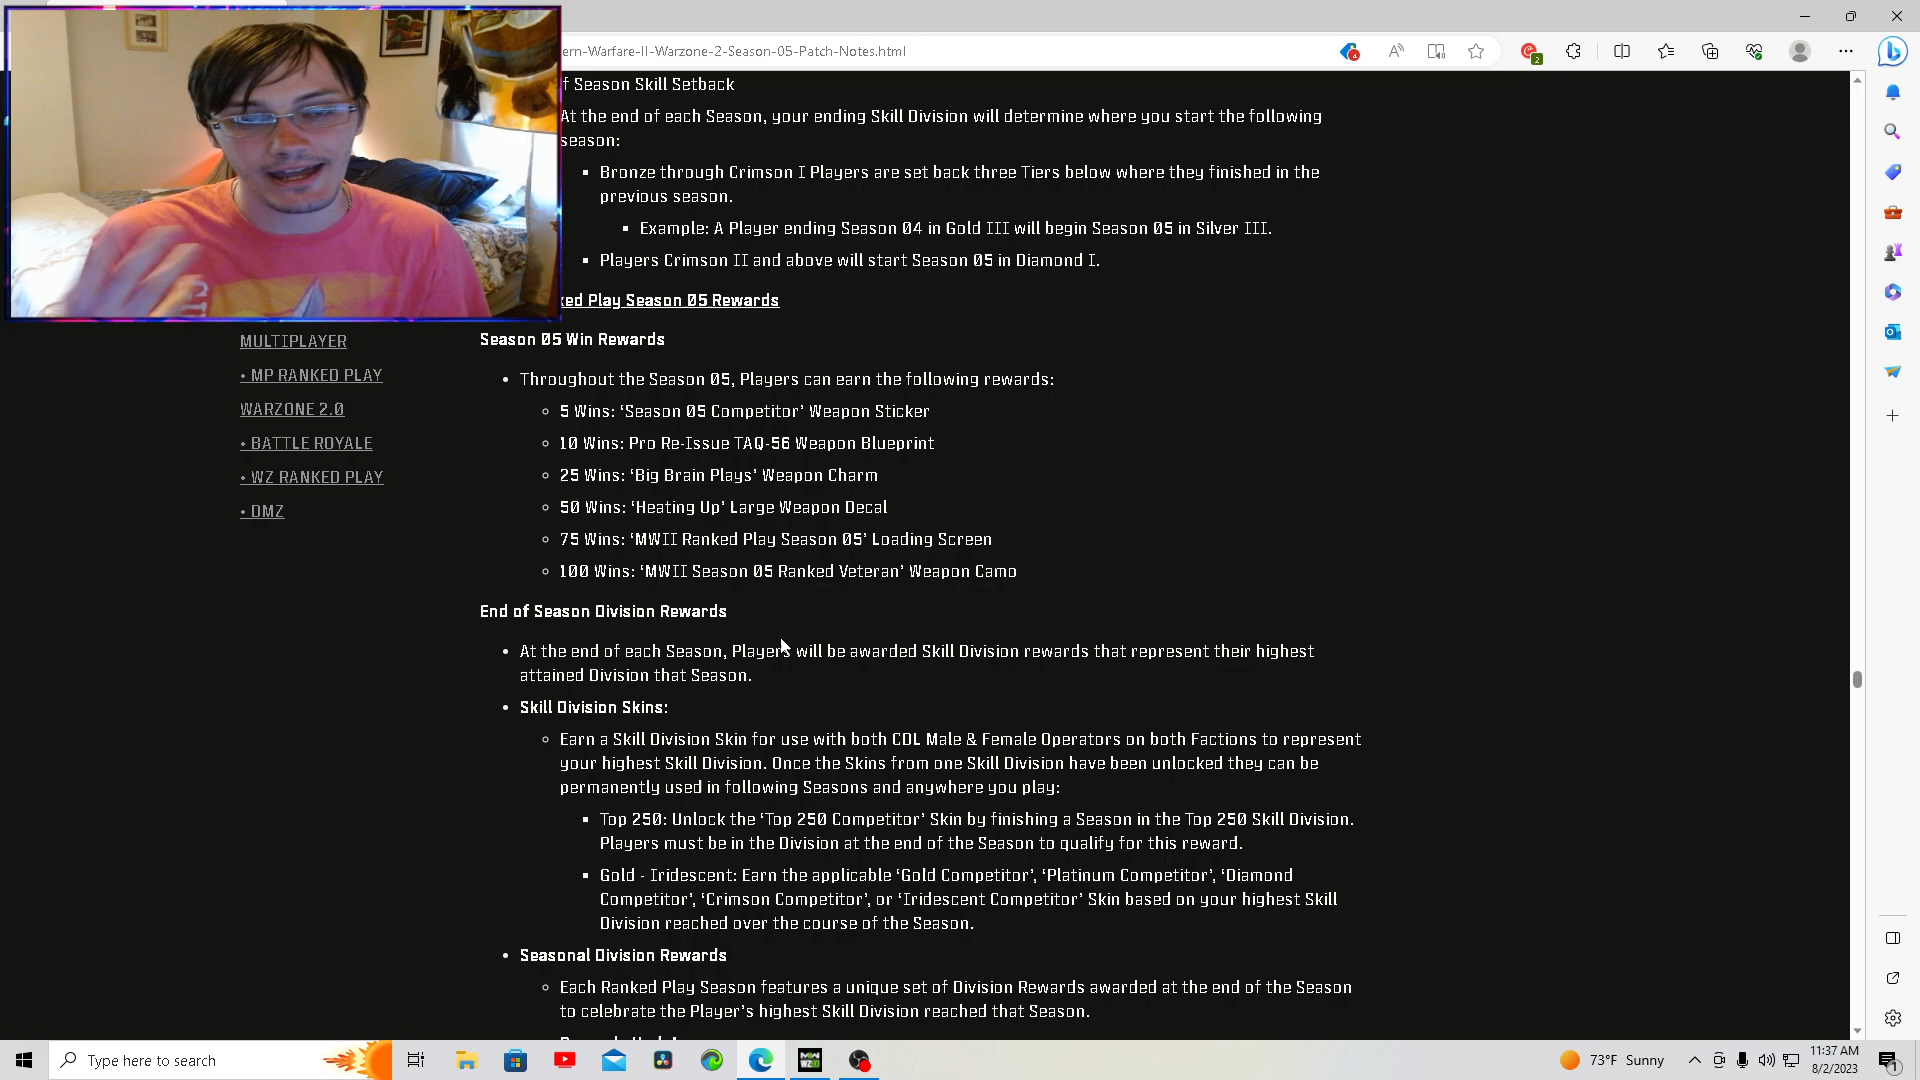 ern-Warfare-II-Warzone-2-Season-05-Patch-Notes.html
f Season Skill Setback
At the end of each Season, your ending Skill Division will determine where you start the following
season:
Bronze through Crimson I Players are set back three Tiers below where they finished in the
previous season.
Example: A Player ending Season 04 in Gold III will begin Season 05 in Silver III.
Players Crimson II and above will start Season 05 in Diamond I.
ked Play Season 05 Rewards
MULTIPLAYER
• MP RANKED PLAY
WARZONE 2.0
• BATTLE ROYALE
• WZ RANKED PLAY
• DMZ
Season 05 Win Rewards
Throughout the Season 05, Players can earn the following rewards:
5 Wins: ‘Season 05 Competitor’ Weapon Sticker
10 Wins: Pro Re-Issue TAQ-56 Weapon Blueprint
25 Wins: ‘Big Brain Plays’ Weapon Charm
50 Wins: ‘Heating Up’ Large Weapon Decal
75 Wins: ‘MWII Ranked Play Season 05’ Loading Screen
100 Wins: ‘MWII Season 05 Ranked Veteran’ Weapon Camo
End of Season Division Rewards
At the end of each Season, Players will be awarded Skill Division rewards that represent their highest
attained Division that Season.
Skill Division Skins:
Earn a Skill Division Skin for use with both CDL Male & Female Operators on both Factions to represent
your highest Skill Division. Once the Skins from one Skill Division have been unlocked they can be
permanently used in following Seasons and anywhere you play:
Top 250: Unlock the ‘Top 250 Competitor’ Skin by finishing a Season in the Top 250 Skill Division.
Players must be in the Division at the end of the Season to qualify for this reward.
Gold - Iridescent: Earn the applicable ‘Gold Competitor’, ‘Platinum Competitor’, ‘Diamond
Competitor’, ‘Crimson Competitor’, or ‘Iridescent Competitor’ Skin based on your highest Skill
Division reached over the course of the Season.
Seasonal Division Rewards
Each Ranked Play Season features a unique set of Division Rewards awarded at the end of the Season
to celebrate the Player’s highest Skill Division reached that Season.
Type here to search
73°F Sunny
11:37 AM
8/2/2023